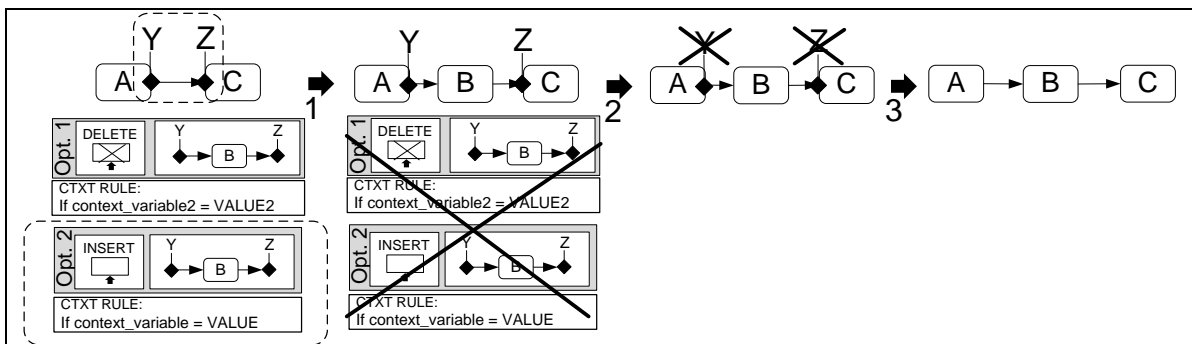 Y Z Y Z Y Z
A C A B C A B C A B C
1 2 3
Opt. 1 DELETE Y Z B
CTXT RULE:
If context_variable2 = VALUE2
Opt. 2 INSERT Y Z B
CTXT RULE:
If context_variable = VALUE
Opt. 1 DELETE Y Z B
CTXT RULE:
If context_variable2 = VALUE2
Opt. 2 INSERT Y Z B
CTXT RULE:
If context_variable = VALUE